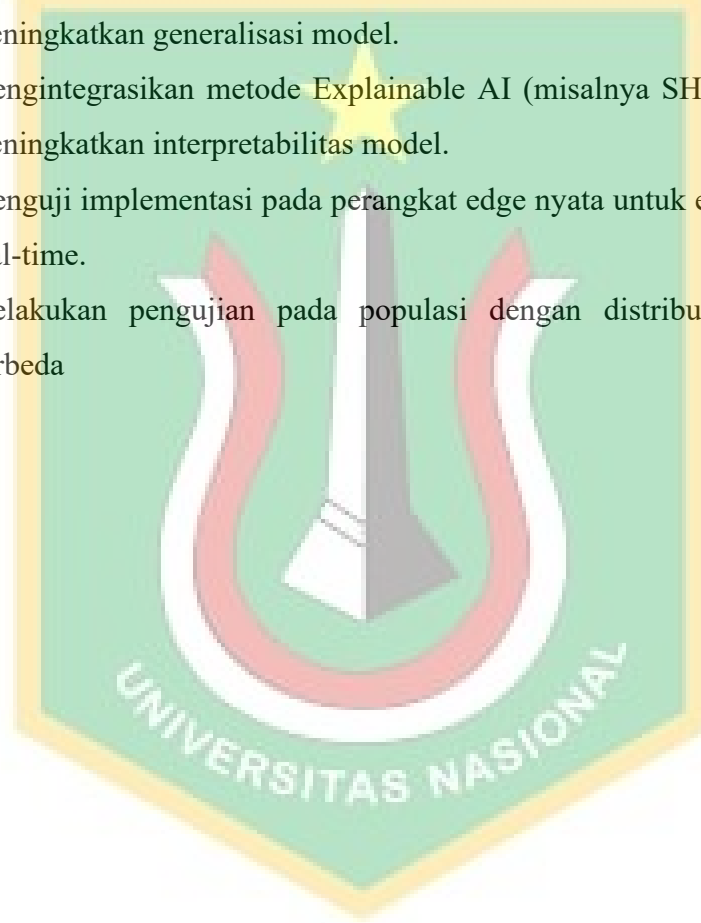 eningkatkan generalisasi model.
engintegrasikan metode Explainable AI (misalnya SH
eningkatkan interpretabilitas model.
enguji implementasi pada perangkat edge nyata untuk e
al-time.
elakukan pengujian pada populasi dengan distribu
rbeda
UNIVERSITAS NASIONAL